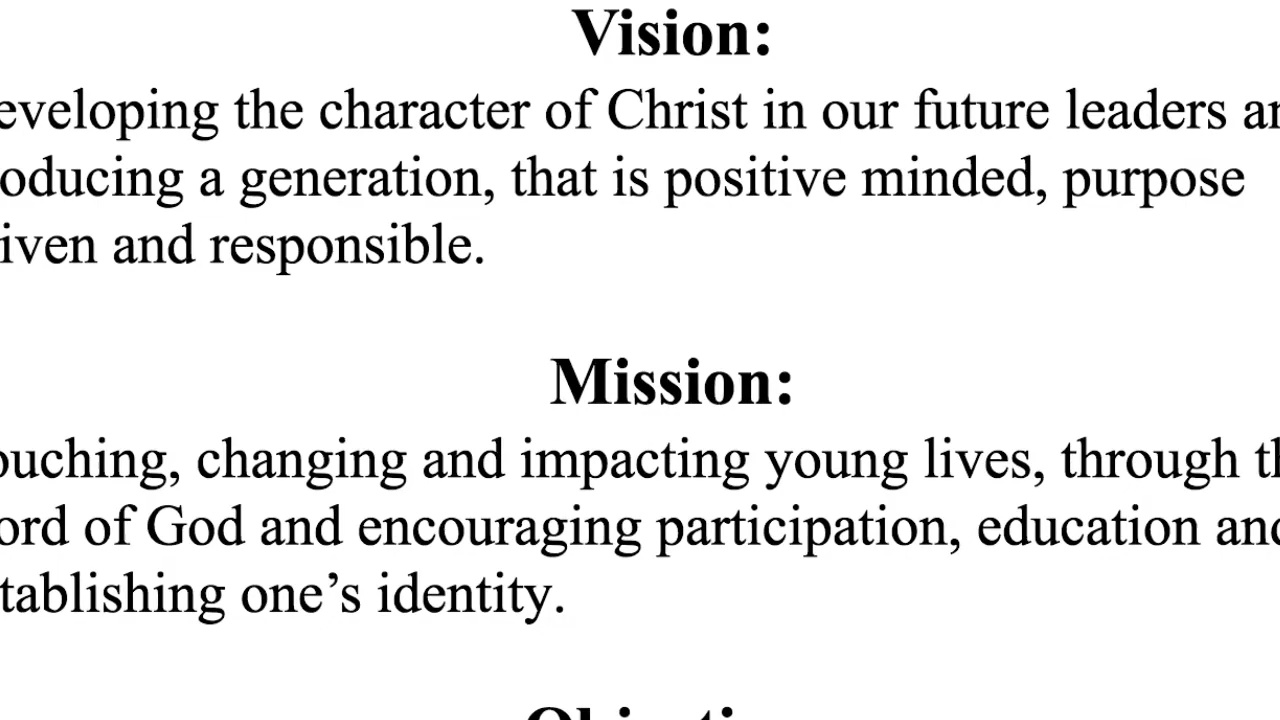 Vision:
eveloping the character of Christ in our future leaders an
oducing a generation, that is positive minded, purpose
iven and responsible.
Mission:
ouching, changing and impacting young lives, through th
ord of God and encouraging participation, education and
tablishing one’s identity.